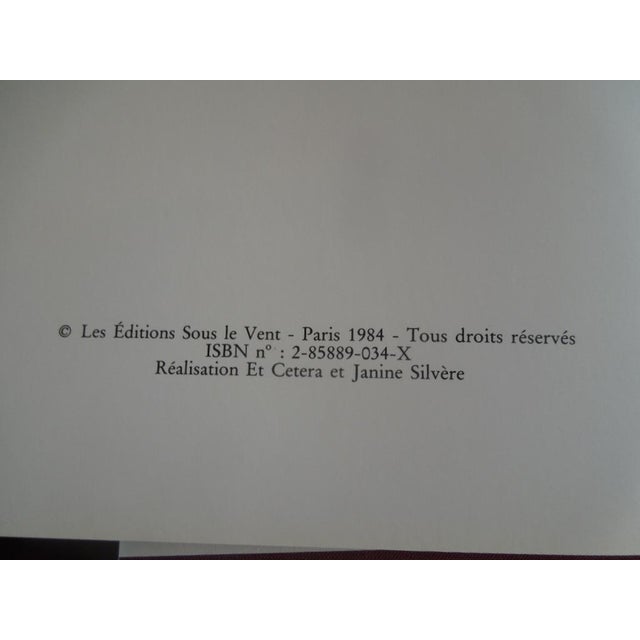 © Les Éditions Sous le Vent - Paris 1984 - Tous droits réservés
ISBN n° : 2-85889-034-X
Réalisation Et Cetera et Janine Silvère